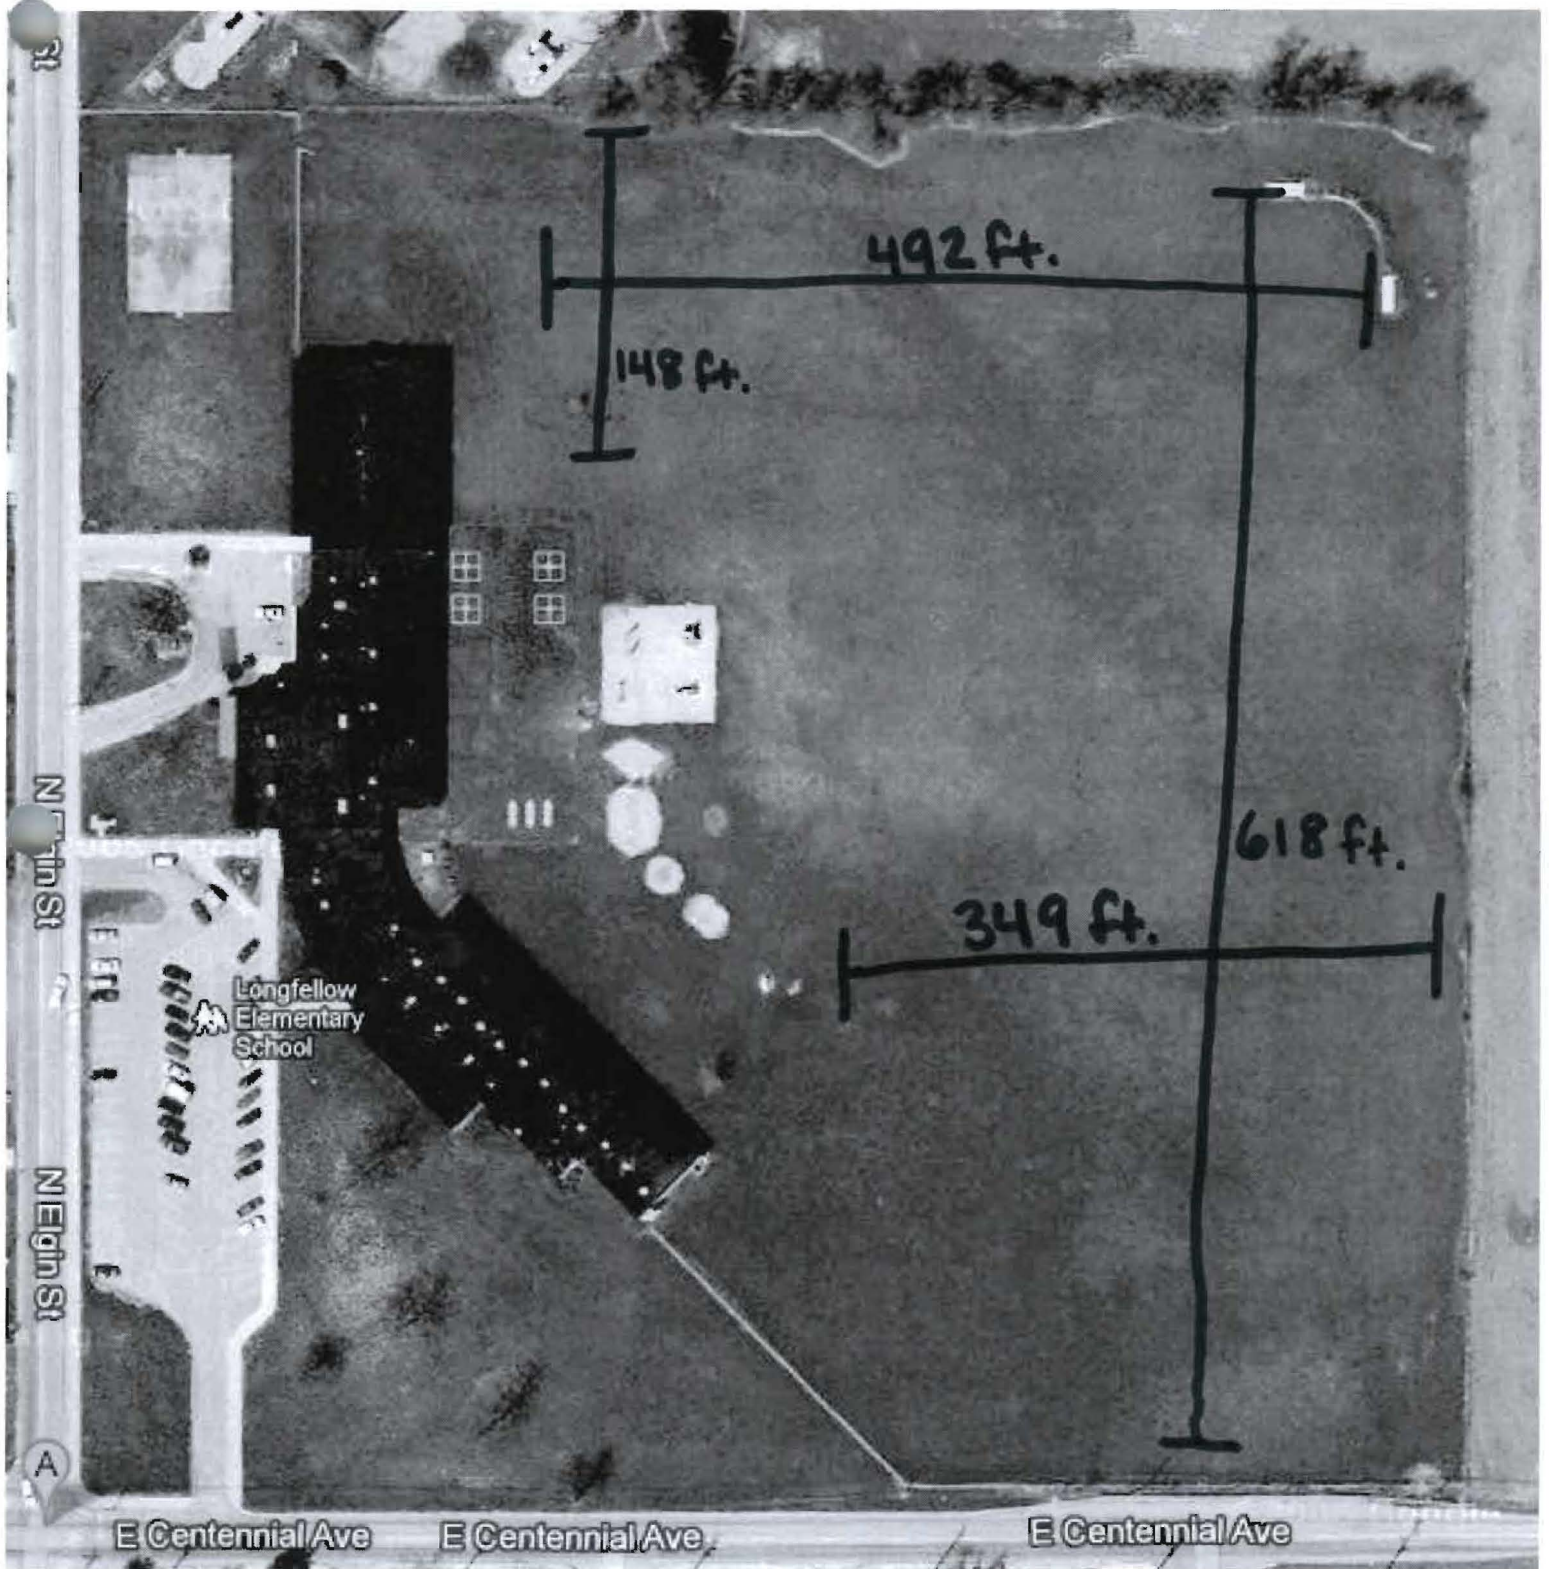 St
492 ft.
148 ft.
N Elgin St
618 ft.
349 ft.
Longfellow
Elementary
School
N Elgin St
A
E Centennial Ave
E Centennial Ave
E Centennial Ave